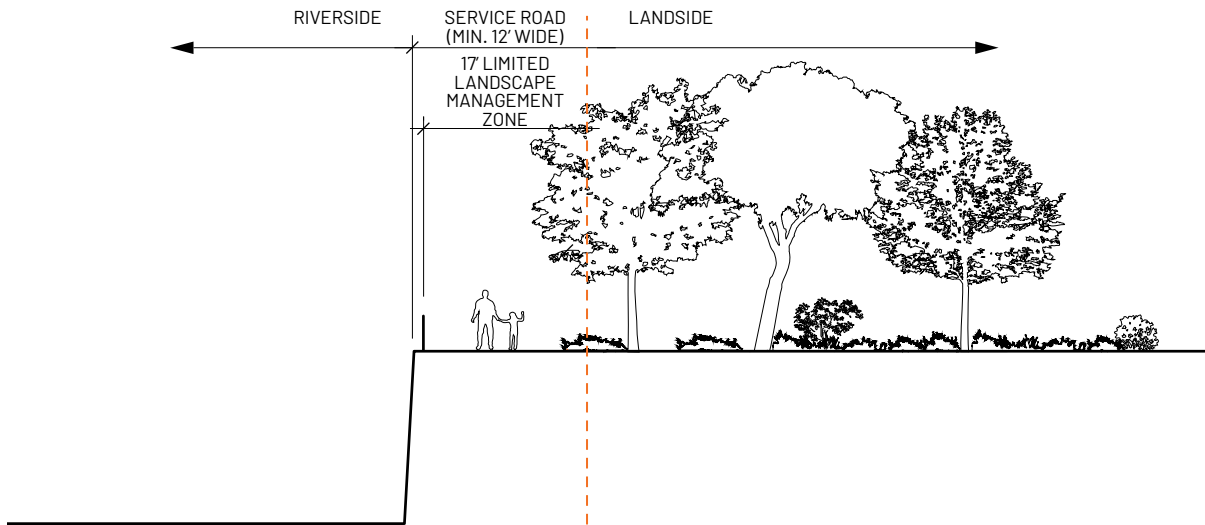 RIVERSIDE
SERVICE ROAD
(MIN. 12’ WIDE)
LANDSIDE
17’ LIMITED
LANDSCAPE
MANAGEMENT
ZONE